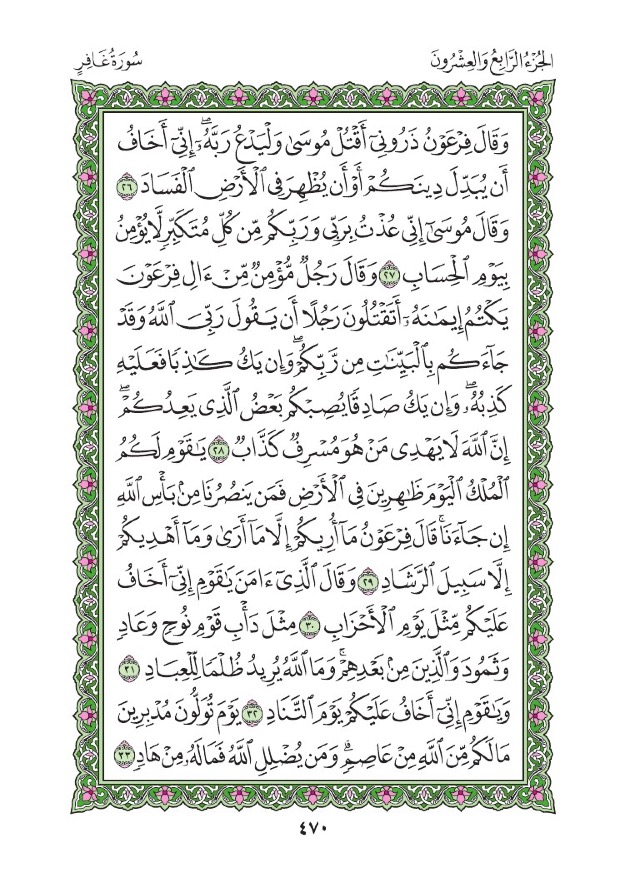 الجُزْءُ الرَّابِعُ وَالعِشْرُونَ
سُورَةُ غَافِرٍ
وَقَالَ فِرْعَوْنُ ذَرُونِيٓ أَقْتُلْ مُوسَىٰ وَلْيَدْعُ رَبَّهُۥٓۖ إِنِّيٓ أَخَافُ
أَن يُبَدِّلَ دِينَكُمْ أَوْ أَن يُظْهِرَ فِي ٱلْأَرْضِ ٱلْفَسَادَ ٢٦
وَقَالَ مُوسَىٰٓ إِنِّي عُذْتُ بِرَبِّي وَرَبِّكُم مِّن كُلِّ مُتَكَبِّرٍ لَّا يُؤْمِنُ
بِيَوْمِ ٱلْحِسَابِ ٢٧ وَقَالَ رَجُلٌ مُّؤْمِنٌ مِّنْ ءَالِ فِرْعَوْنَ
يَكْتُمُ إِيمَٰنَهُۥٓ أَتَقْتُلُونَ رَجُلًا أَن يَقُولَ رَبِّيَ ٱللَّهُ وَقَدْ
جَآءَكُم بِٱلْبَيِّنَٰتِ مِن رَّبِّكُمْۖ وَإِن يَكُ كَٰذِبًا فَعَلَيْهِ
كَذِبُهُۥۖ وَإِن يَكُ صَادِقًا يُصِبْكُم بَعْضُ ٱلَّذِي يَعِدُكُمْۖ
إِنَّ ٱللَّهَ لَا يَهْدِي مَنْ هُوَ مُسْرِفٌ كَذَّابٌ ٢٨ يَٰقَوْمِ لَكُمُ
ٱلْمُلْكُ ٱلْيَوْمَ ظَٰهِرِينَ فِي ٱلْأَرْضِ فَمَن يَنصُرُنَا مِنۢ بَأْسِ ٱللَّهِ
إِن جَآءَنَاۚ قَالَ فِرْعَوْنُ مَآ أُرِيكُمْ إِلَّا مَآ أَرَىٰ وَمَآ أَهْدِيكُمْ
إِلَّا سَبِيلَ ٱلرَّشَادِ ٢٩ وَقَالَ ٱلَّذِيٓ ءَامَنَ يَٰقَوْمِ إِنِّيٓ أَخَافُ
عَلَيْكُم مِّثْلَ يَوْمِ ٱلْأَحْزَابِ ٣٠ مِثْلَ دَأْبِ قَوْمِ نُوحٍ وَعَادٍ
وَثَمُودَ وَٱلَّذِينَ مِنۢ بَعْدِهِمْۚ وَمَا ٱللَّهُ يُرِيدُ ظُلْمًا لِّلْعِبَادِ ٣١
وَيَٰقَوْمِ إِنِّيٓ أَخَافُ عَلَيْكُمْ يَوْمَ ٱلتَّنَادِ ٣٢ يَوْمَ تُوَلُّونَ مُدْبِرِينَ
مَا لَكُم مِّنَ ٱللَّهِ مِنْ عَاصِمٍۗ وَمَن يُضْلِلِ ٱللَّهُ فَمَا لَهُۥ مِنْ هَادٍ ٣٣
٤٧٠